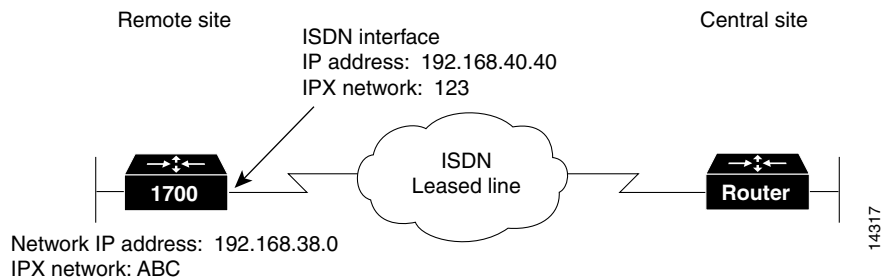 Remote site
Central site
ISDN interface
IP address: 192.168.40.40
IPX network: 123
ISDN
Leased line
1700
Router
Network IP address: 192.168.38.0
IPX network: ABC
14317